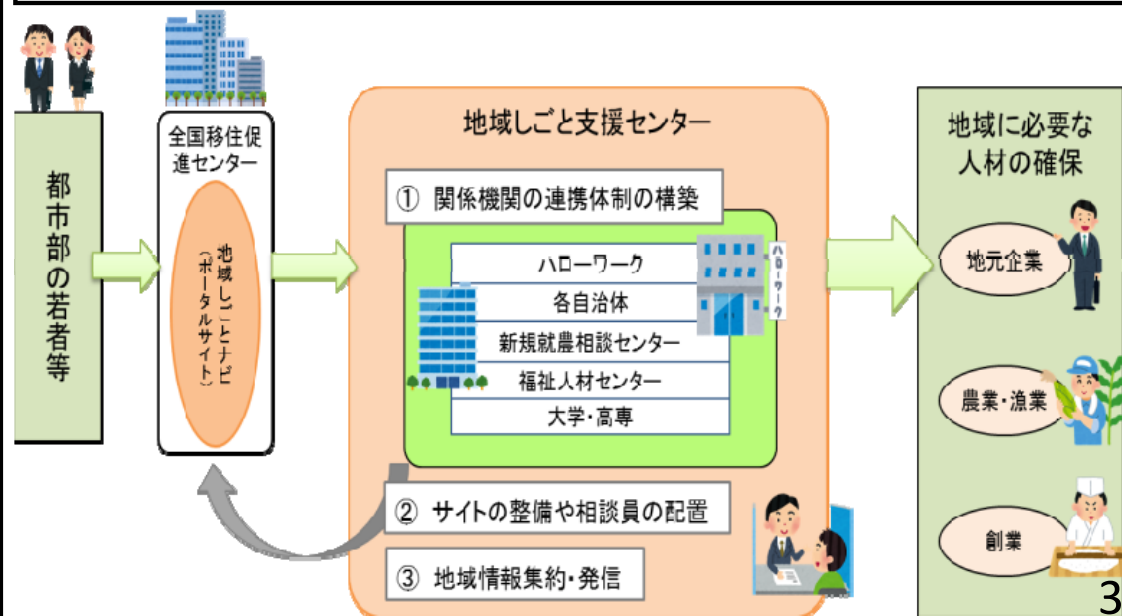 都市部の若者等
全国移住促
進センター
地域しごとナビ
（ポータルサイト）
地域しごと支援センター
① 関係機関の連携体制の構築
ハローワーク
ハローワーク
各自治体
新規就農相談センター
福祉人材センター
大学・高専
② サイトの整備や相談員の配置
③ 地域情報集約・発信
地域に必要な
人材の確保
地元企業
農業・漁業
創業
3